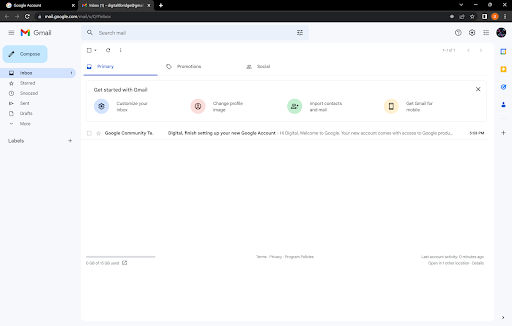 Google Account
Inbox (1) - digitalfbridge@gmail
mail.google.com/mail/u/0/#inbox
Gmail
Search mail
Compose
Inbox 1
Starred
Snoozed
Sent
Drafts
More
Labels
1–1 of 1
Primary
Promotions
Social
Get started with Gmail
Customize your inbox
Change profile image
Import contacts and mail
Get Gmail for mobile
Google Community Te.
Digital, finish setting up your new Google Account - Hi Digital, Welcome to Google. Your new account comes with access to Google produc...
5:58 PM
0 GB of 15 GB used
Terms · Privacy · Program Policies
Last account activity: 0 minutes ago
Open in 1 other location · Details